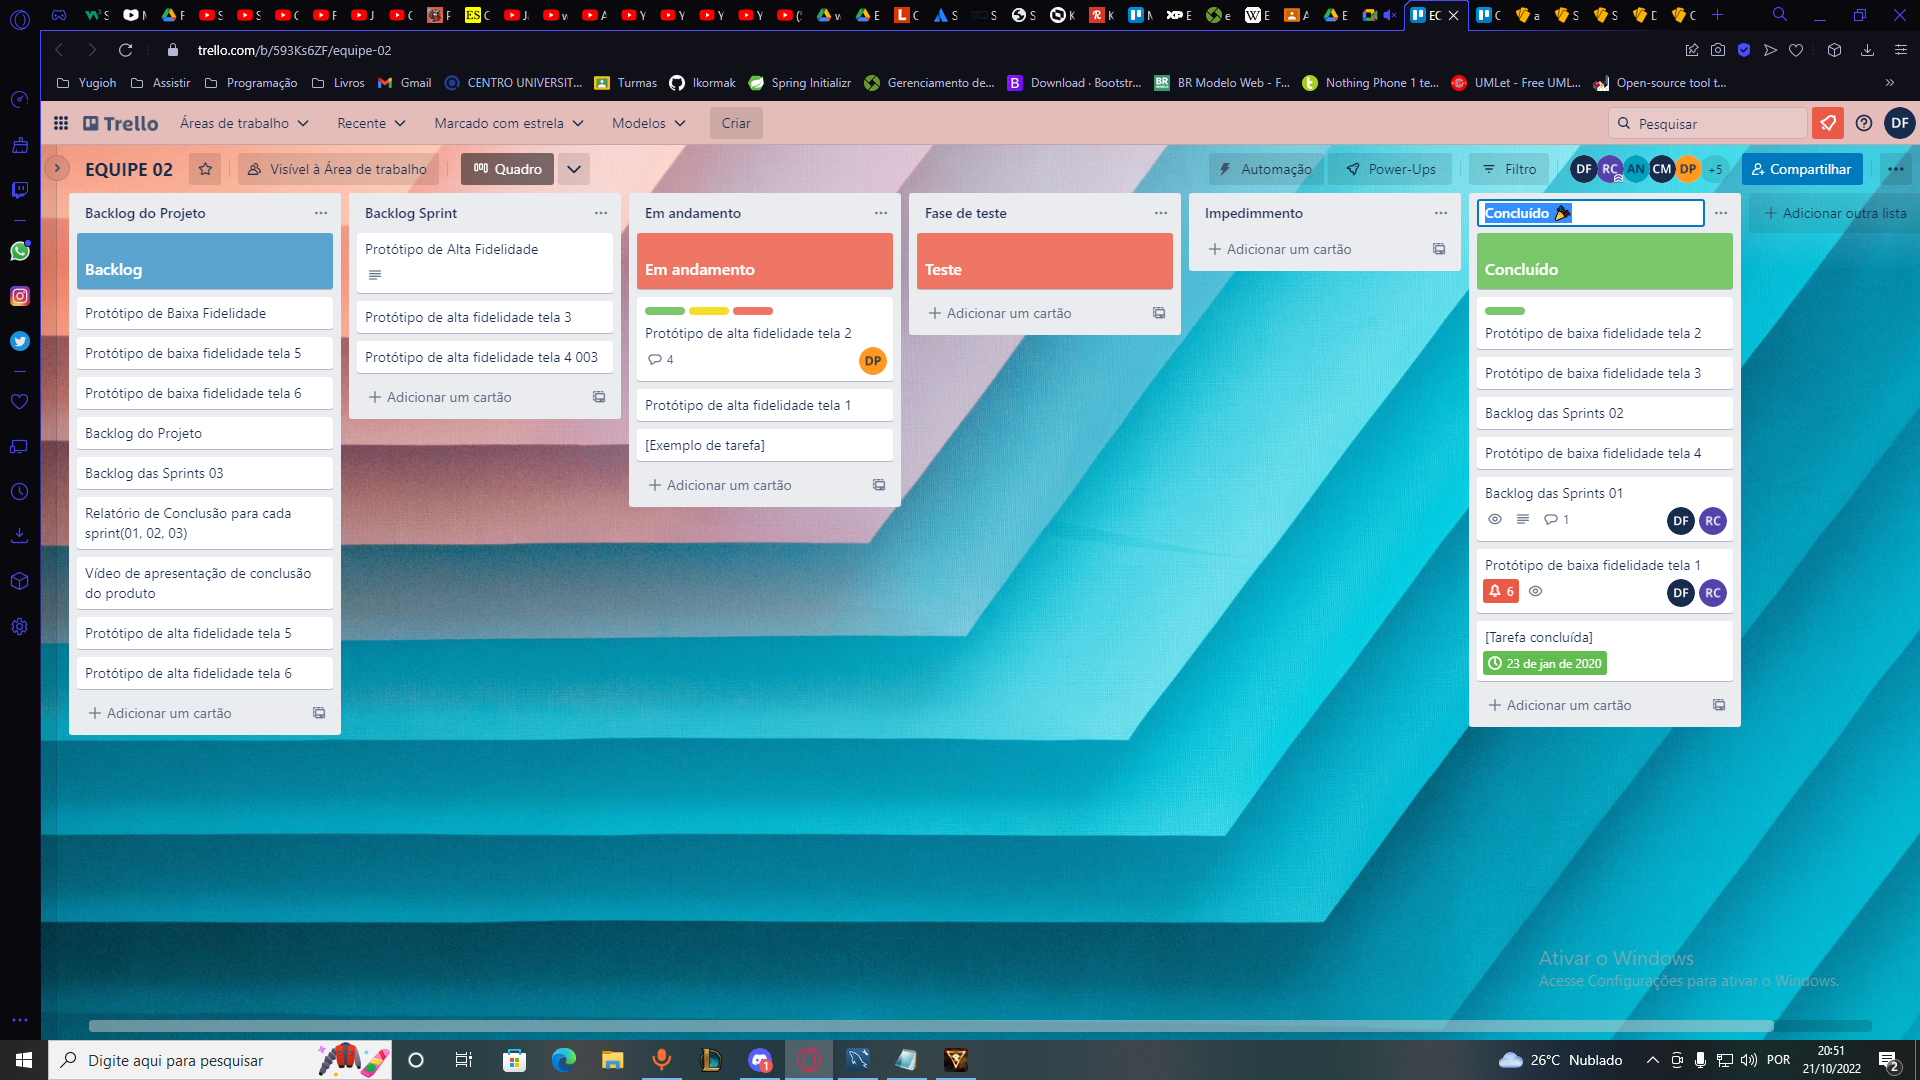 EC
trello.com/b/593Ks6ZF/equipe-02
Yugioh
Assistir
Programação
Livros
Gmail
CENTRO UNIVERSIT...
Turmas
Ikormak
Spring Initializr
Gerenciamento de...
Download · Bootstr...
BR Modelo Web - F...
Nothing Phone 1 te...
UMLet - Free UML...
Open-source tool t...
Trello
Áreas de trabalho
Recente
Marcado com estrela
Modelos
Criar
Pesquisar
DF
EQUIPE 02
Visível à Área de trabalho
Quadro
Automação
Power-Ups
Filtro
DF
RC
AN
CM
DP
+5
Compartilhar
Backlog do Projeto
Backlog
Protótipo de Baixa Fidelidade
Protótipo de baixa fidelidade tela 5
Protótipo de baixa fidelidade tela 6
Backlog do Projeto
Backlog das Sprints 03
Relatório de Conclusão para cada
sprint(01, 02, 03)
Vídeo de apresentação de conclusão
do produto
Protótipo de alta fidelidade tela 5
Protótipo de alta fidelidade tela 6
Adicionar um cartão
Backlog Sprint
Protótipo de Alta Fidelidade
Protótipo de alta fidelidade tela 3
Protótipo de alta fidelidade tela 4 003
Adicionar um cartão
Em andamento
Em andamento
Protótipo de alta fidelidade tela 2
4
DP
Protótipo de alta fidelidade tela 1
[Exemplo de tarefa]
Adicionar um cartão
Fase de teste
Teste
Adicionar um cartão
Impedimmento
Adicionar um cartão
Concluído 🎉
Concluído
Protótipo de baixa fidelidade tela 2
Protótipo de baixa fidelidade tela 3
Backlog das Sprints 02
Protótipo de baixa fidelidade tela 4
Backlog das Sprints 01
1
DF
RC
Protótipo de baixa fidelidade tela 1
6
DF
RC
[Tarefa concluída]
23 de jan de 2020
Adicionar um cartão
Adicionar outra lista
Ativar o Windows
Acesse Configurações para ativar o Windows.
Digite aqui para pesquisar
1
26°C Nublado
POR
20:51
21/10/2022
2